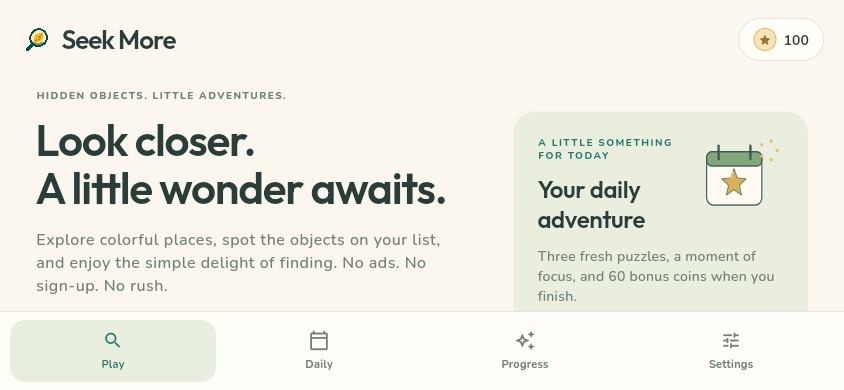 Seek More
100
HIDDEN OBJECTS. LITTLE ADVENTURES.
Look closer.
A little wonder awaits.
Explore colorful places, spot the objects on your list,
and enjoy the simple delight of finding. No ads. No
sign-up. No rush.
A LITTLE SOMETHING
FOR TODAY
Your daily
adventure
Three fresh puzzles, a moment of
focus, and 60 bonus coins when you
finish.
Play
Daily
Progress
Settings